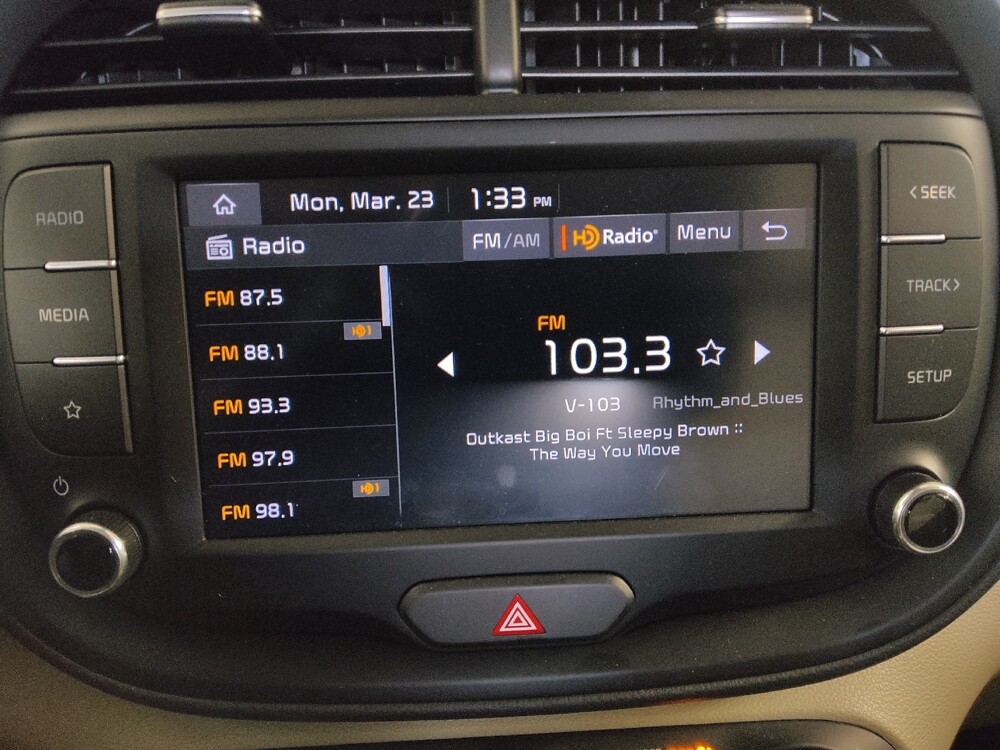 Mon, Mar. 23 1:33 PM
Radio FM/AM HD Radio® Menu
FM 87.5
HD1
FM 88.1
FM 93.3
FM 97.9
HD1
FM 98.1
FM
103.3
V-103 Rhythm_and_Blues
Outkast Big Boi Ft Sleepy Brown ::
The Way You Move
RADIO
MEDIA
< SEEK
TRACK >
SETUP